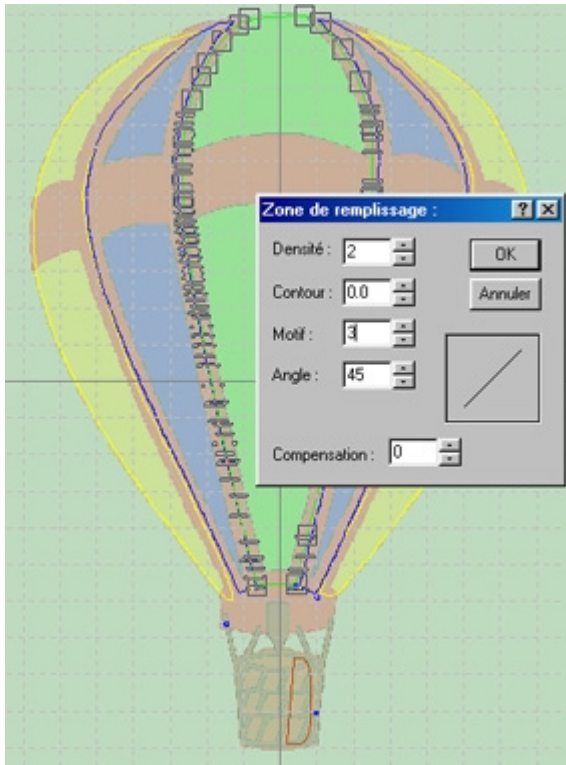 Zone de remplissage :
Densité : 2
OK
Contour : 0.0
Annuler
Motif : 3
Angle : 45
Compensation : 0